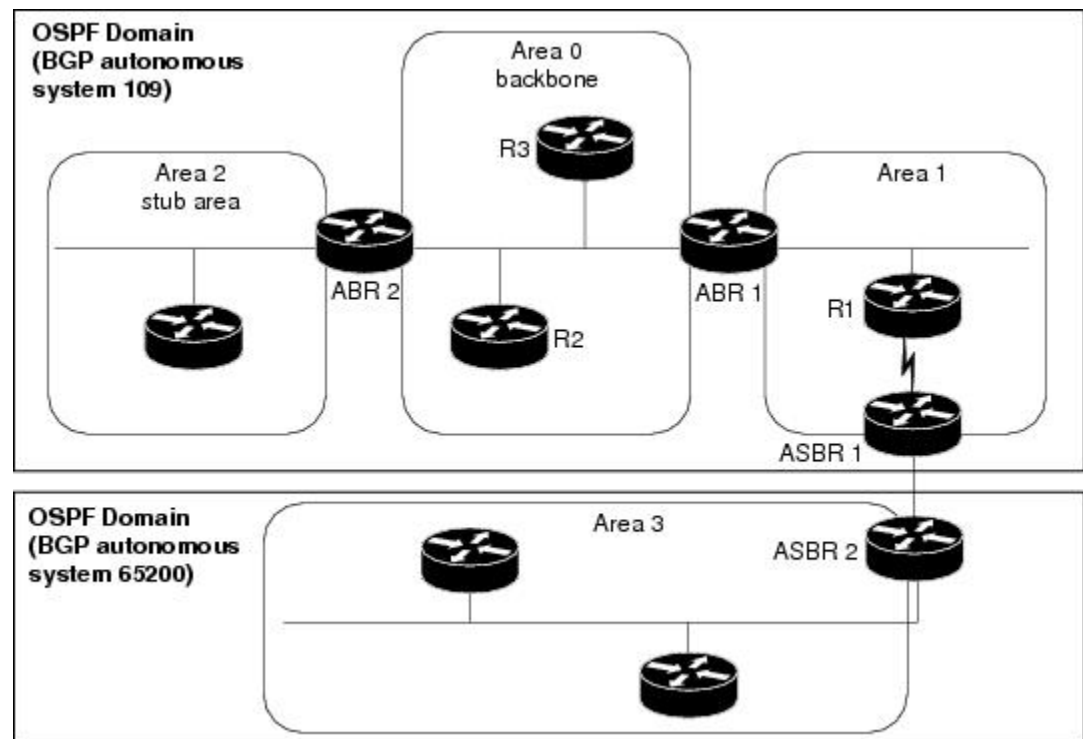 OSPF Domain
(BGP autonomous
system 109)
Area 0
backbone
R3
Area 2
stub area
Area 1
ABR 2
ABR 1
R1
R2
ASBR 1
OSPF Domain
(BGP autonomous
system 65200)
Area 3
ASBR 2